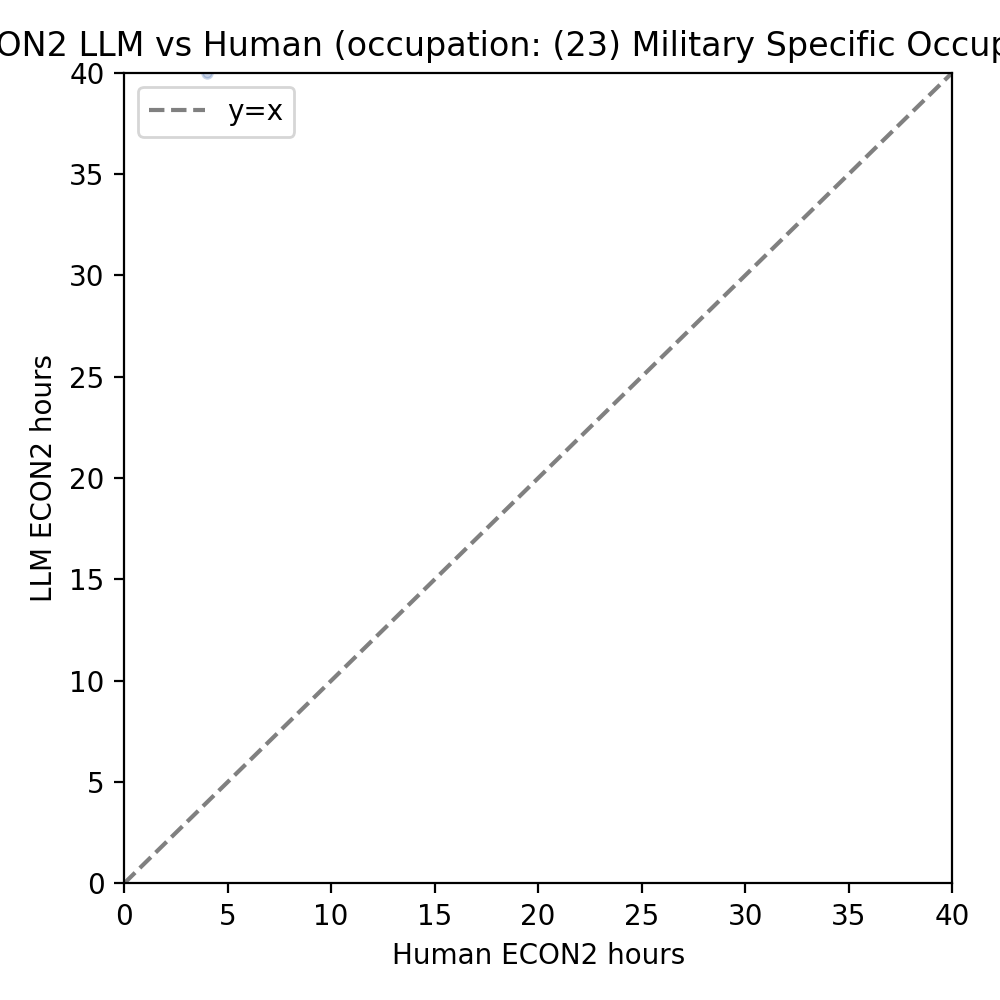 ON2 LLM vs Human (occupation: (23) Military Specific Occup
y=x
LLM ECON2 hours
40
35
30
25
20
15
10
5
0
0 5 10 15 20 25 30 35 40
Human ECON2 hours